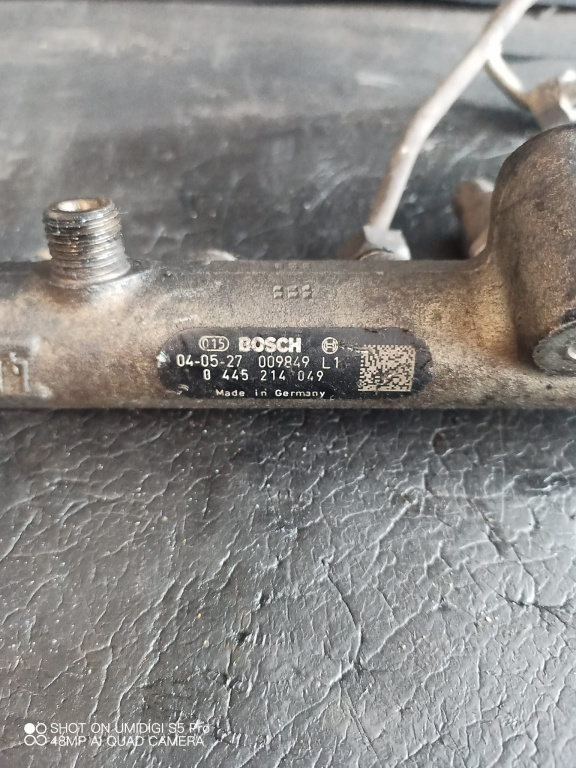 015 BOSCH
04-05-27 009849 L1
0 445 214 049
Made in Germany
SHOT ON UMIDIGI S5 Pro
48MP AI QUAD CAMERA